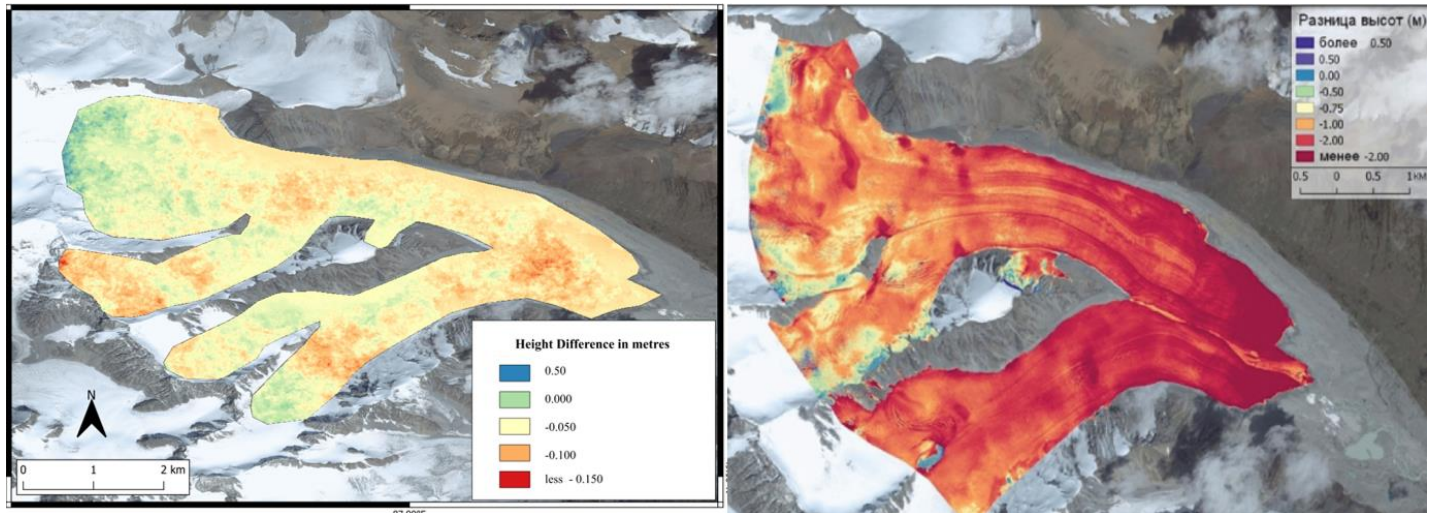 N
0 1 2 km
Height Difference in metres
0.50
0.000
-0.050
-0.100
less - 0.150
Разница высот (м)
более 0.50
0.50
0.00
-0.50
-0.75
-1.00
-2.00
менее -2.00
0.5 0 0.5 1 км